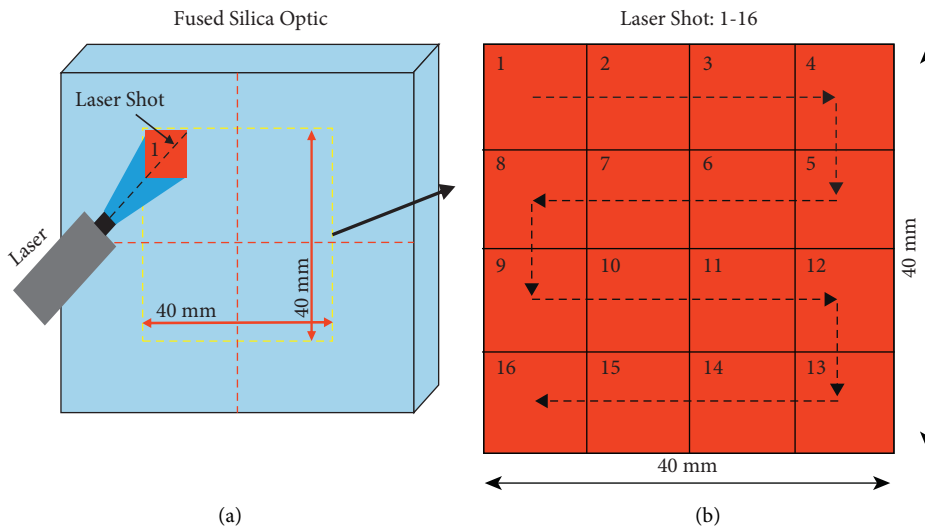 Fused Silica Optic
Laser Shot
1
Laser
40 mm
40 mm
(a)
Laser Shot: 1-16
1 2 3 4
8 7 6 5
9 10 11 12
16 15 14 13
40 mm
40 mm
(b)